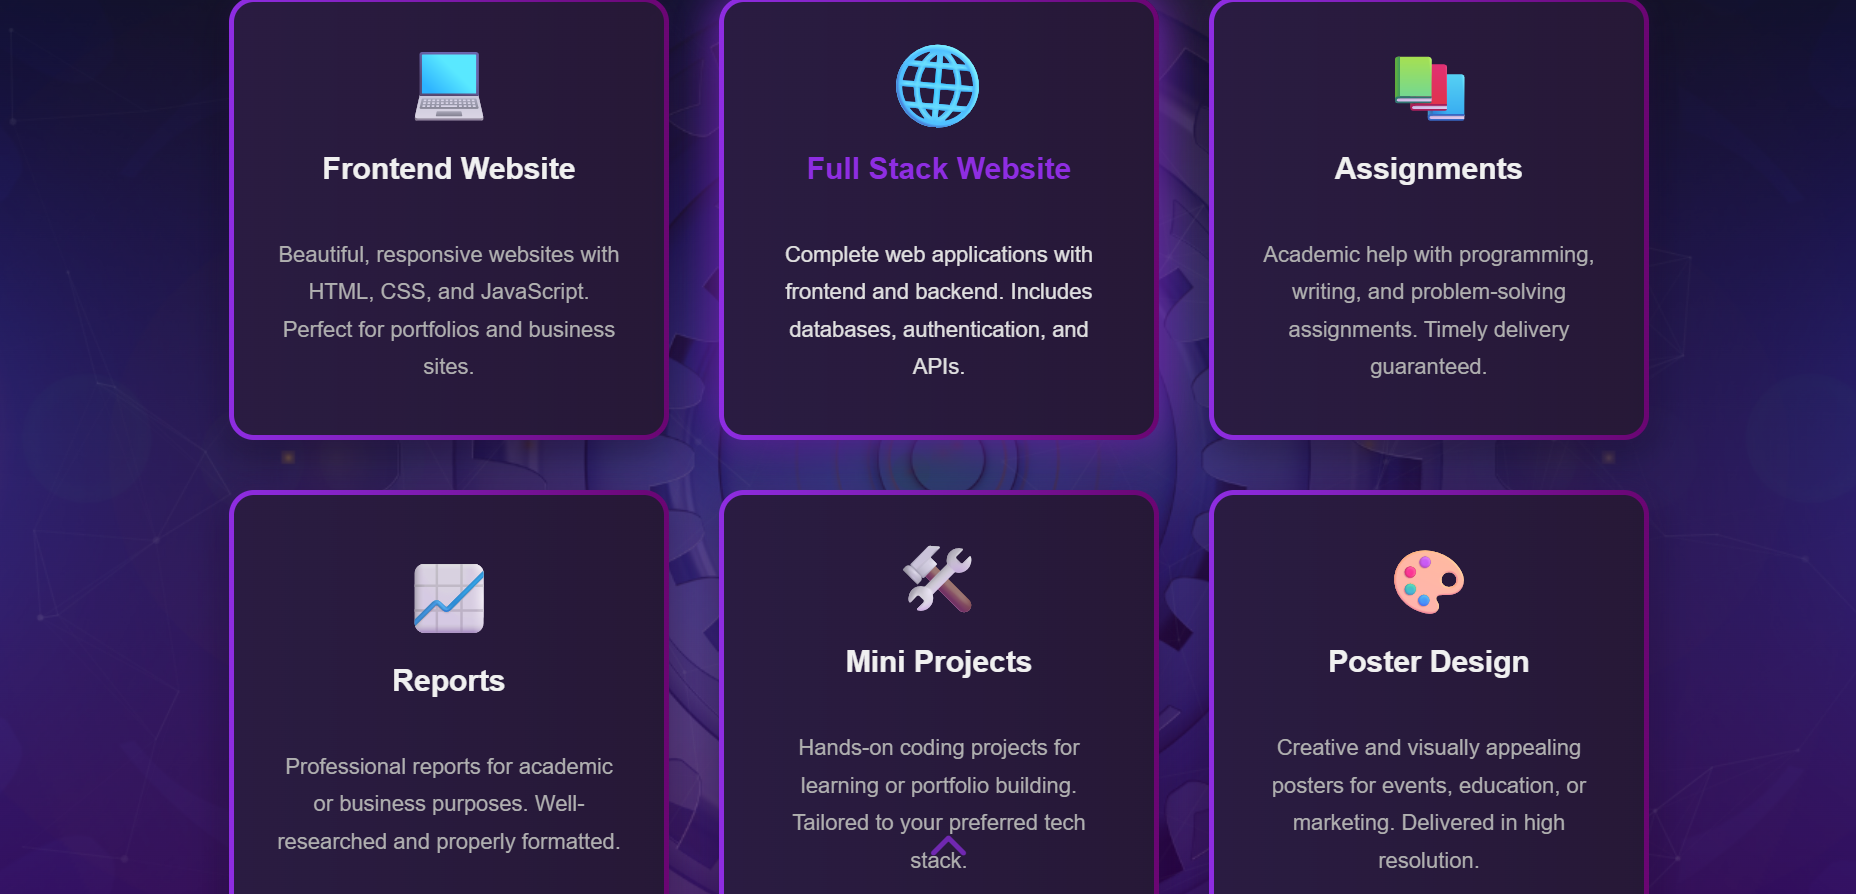 Frontend Website
Beautiful, responsive websites with
HTML, CSS, and JavaScript.
Perfect for portfolios and business
sites.
Full Stack Website
Complete web applications with
frontend and backend. Includes
databases, authentication, and
APIs.
Assignments
Academic help with programming,
writing, and problem-solving
assignments. Timely delivery
guaranteed.
Reports
Professional reports for academic
or business purposes. Well-
researched and properly formatted.
Mini Projects
Hands-on coding projects for
learning or portfolio building.
Tailored to your preferred tech
stack.
Poster Design
Creative and visually appealing
posters for events, education, or
marketing. Delivered in high
resolution.